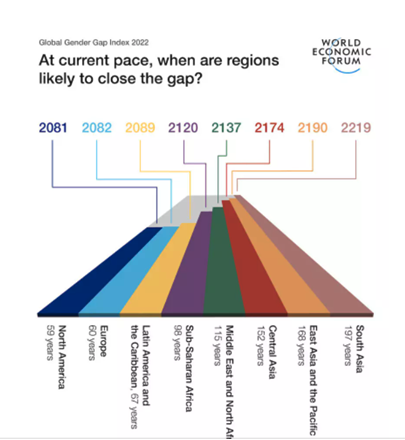 Global Gender Gap Index 2022
At current pace, when are regions
likely to close the gap?
WORLD
ECONOMIC
FORUM
2081 2082 2089 2120 2137 2174 2190 2219
North America
59 years
Europe
60 years
Latin America and
the Caribbean, 67 years
Sub-Saharan Africa
98 years
Middle East and North Af
115 years
Central Asia
152 years
East Asia and the Pacific
168 years
South Asia
197 years